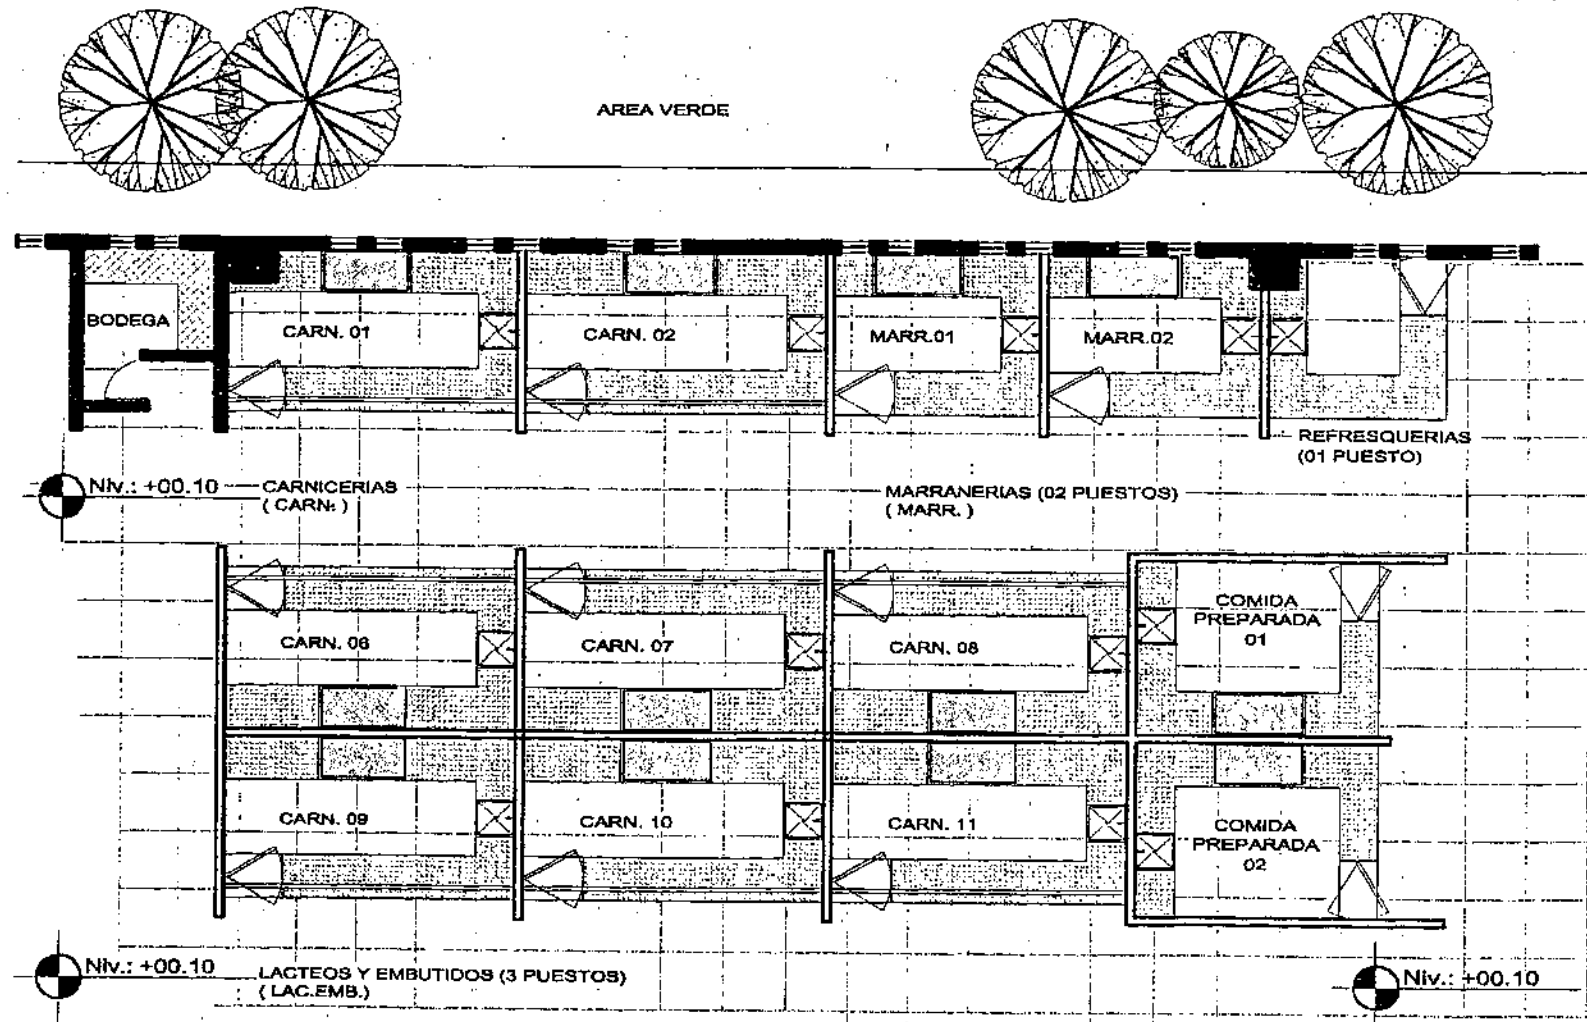 AREA VERDE
BODEGA
CARN. 01
CARN. 02
MARR.01
MARR.02
REFRESQUERIAS
(01 PUESTO)
Niv.: +00.10
CARNICERIAS
( CARN: )
MARRANERIAS (02 PUESTOS)
( MARR. )
CARN. 06
CARN. 07
CARN. 08
COMIDA
PREPARADA
01
CARN. 09
CARN. 10
CARN. 11
COMIDA
PREPARADA
02
Niv.: +00.10
LACTEOS Y EMBUTIDOS (3 PUESTOS)
( LAC.EMB.)
Niv.: +00.10